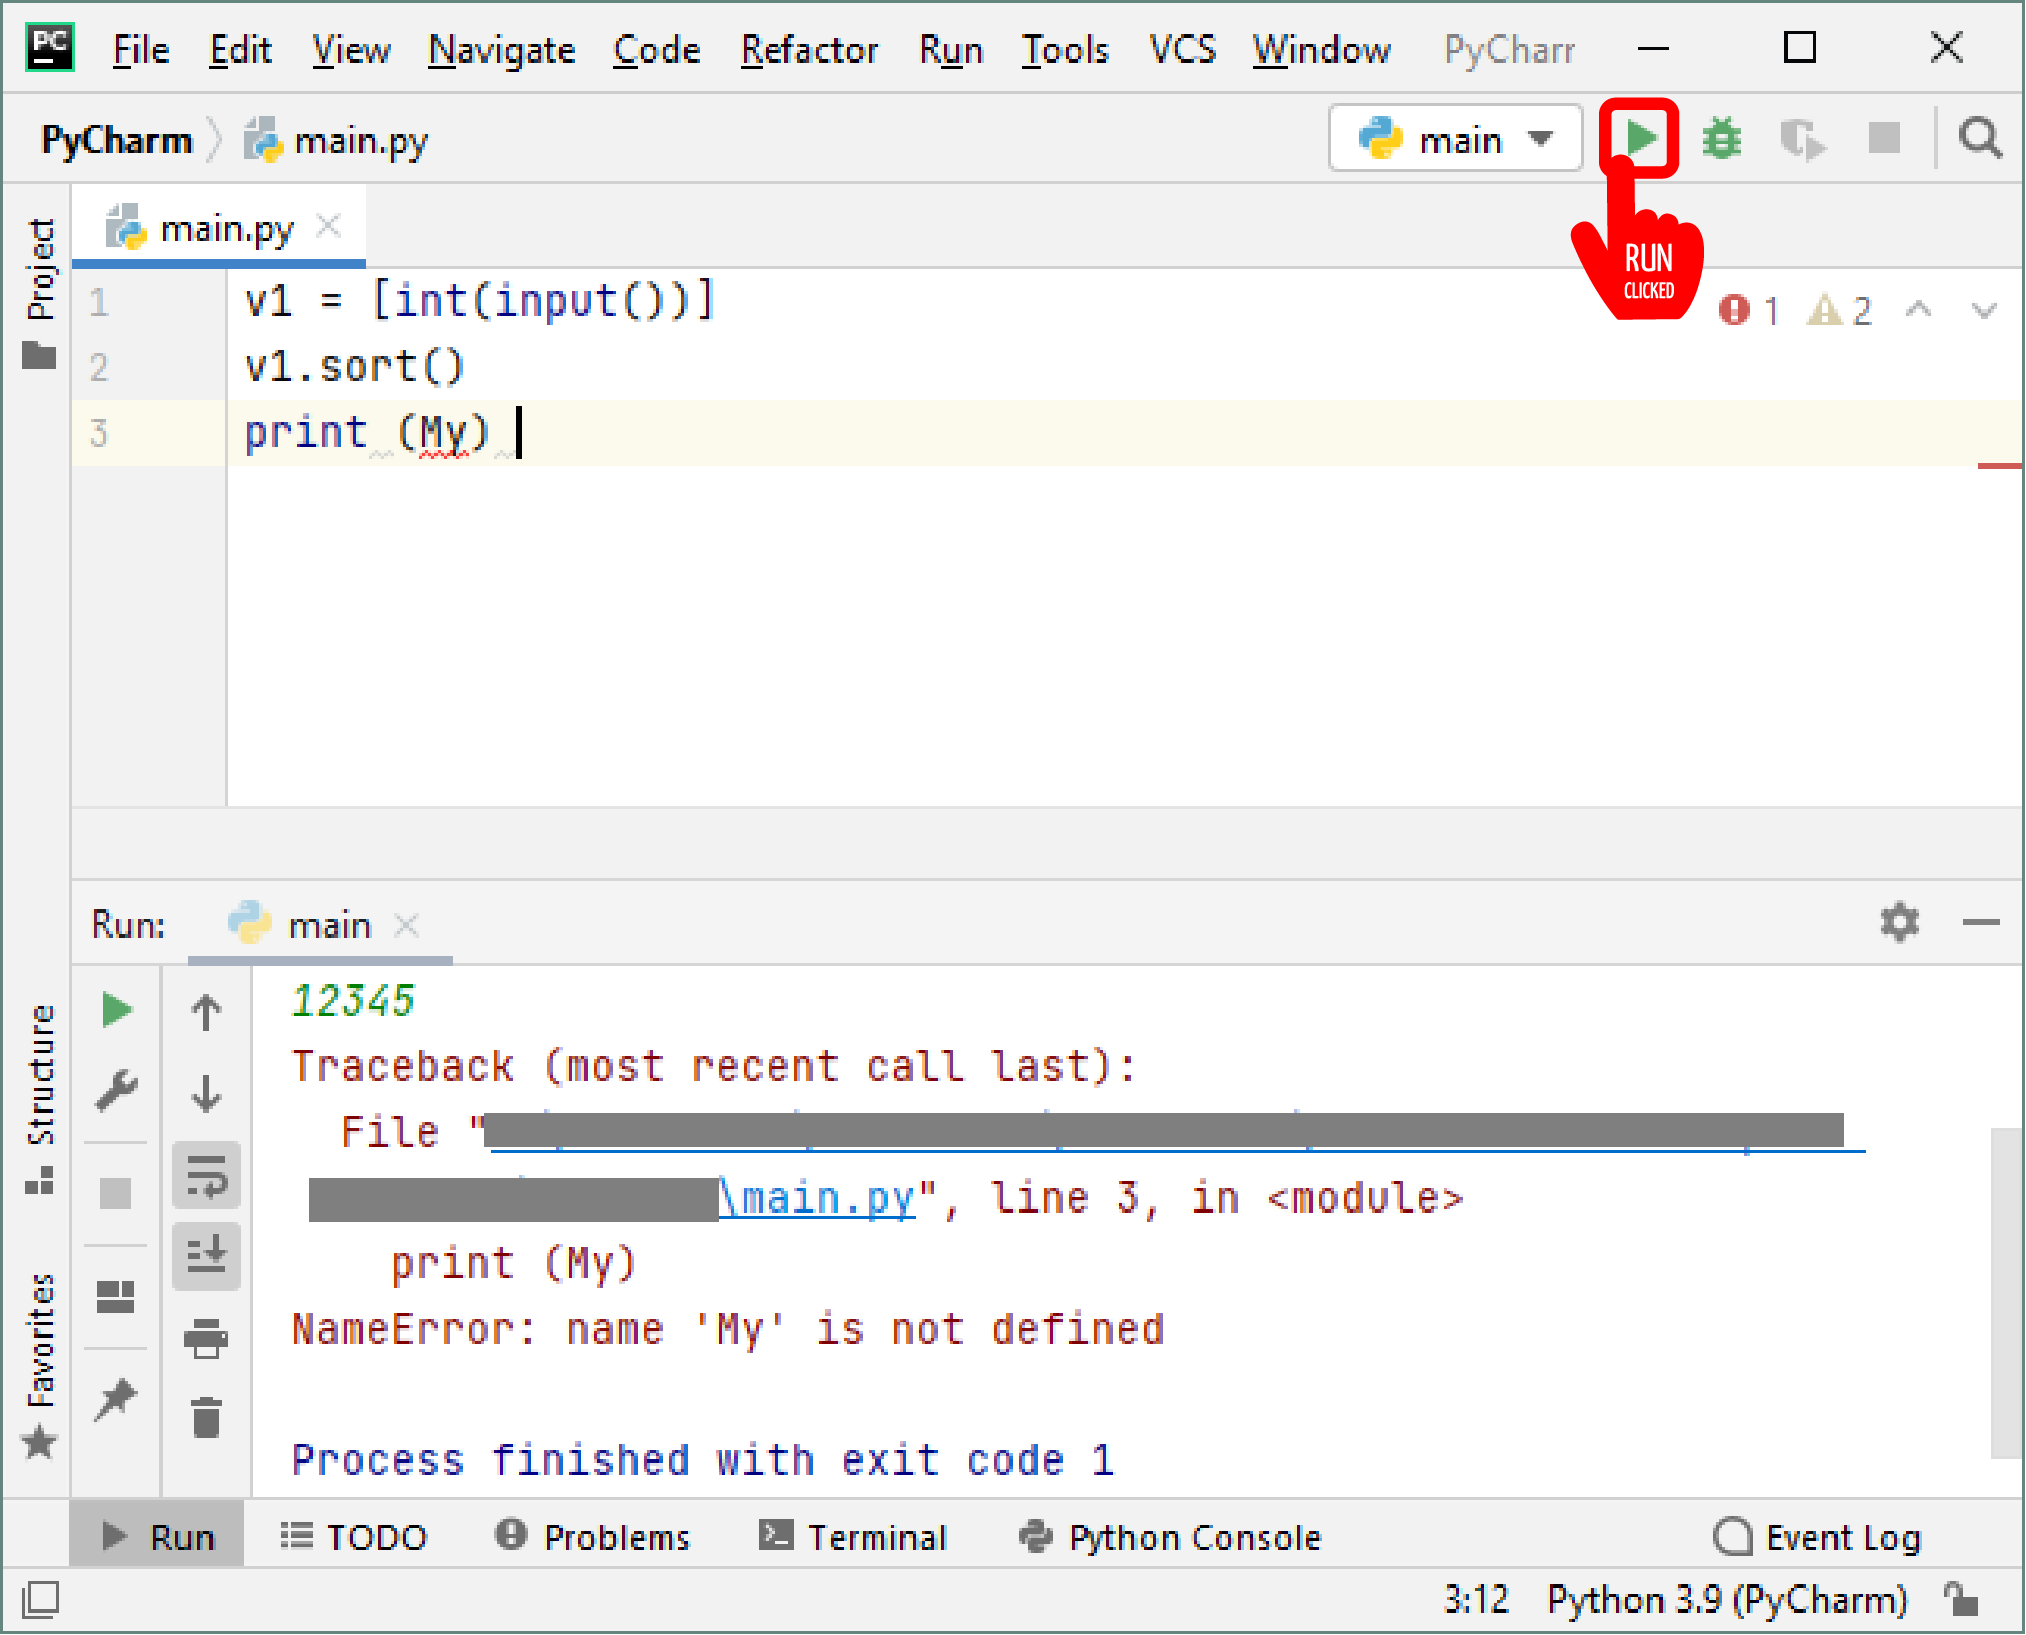 PC File Edit View Navigate Code Refactor Run Tools VCS Window PyCharr
PyCharm main.py main
RUN
CLICKED
Project
main.py
1 v1 = [int(input())]
1 2
2 v1.sort()
3 print (My)
Run: main
12345
Traceback (most recent call last):
File "
\main.py", line 3, in <module>
print (My)
NameError: name 'My' is not defined
Process finished with exit code 1
Structure
Favorites
Run TODO Problems Terminal Python Console Event Log
3:12 Python 3.9 (PyCharm)